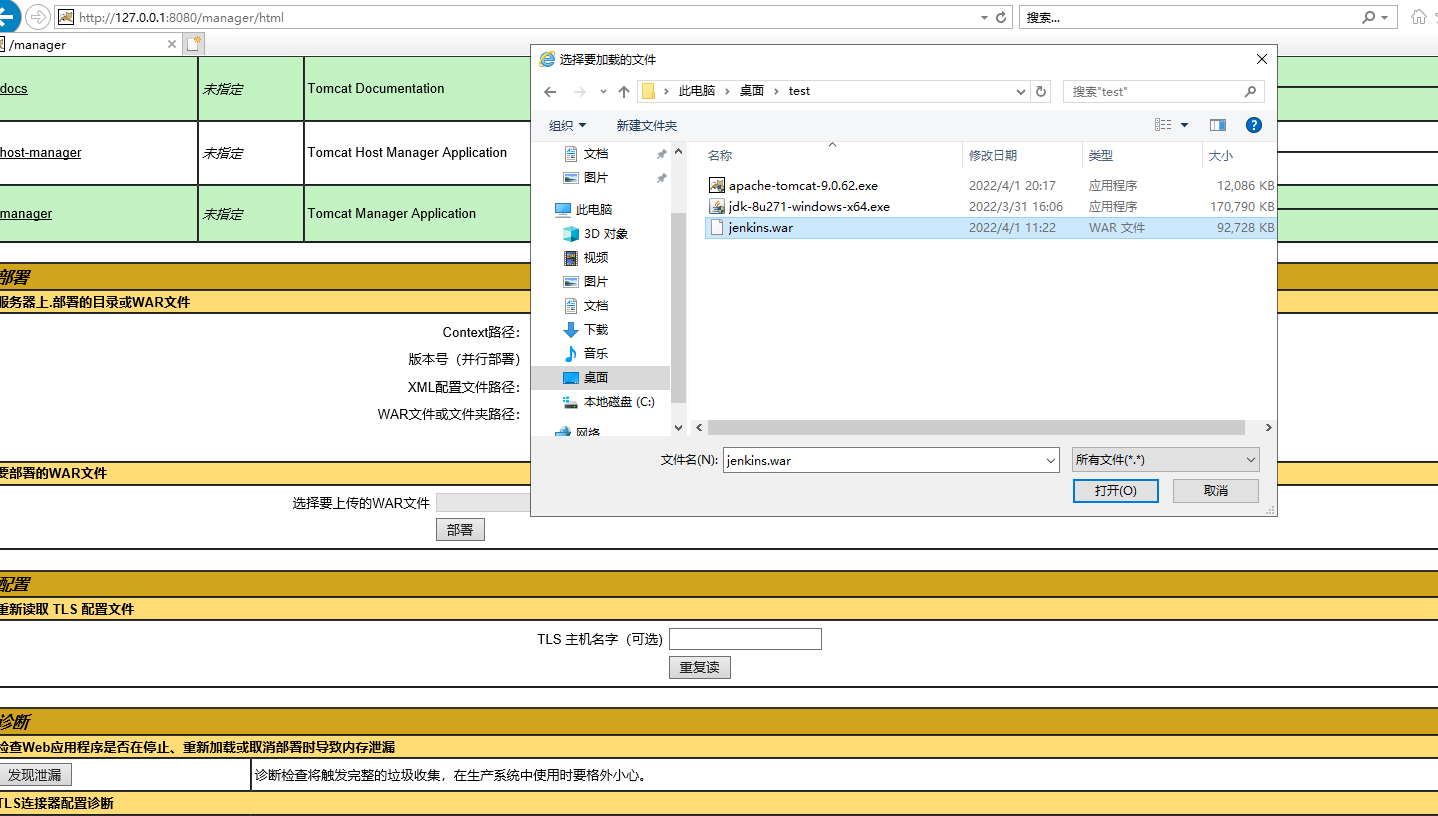 http://127.0.0.1:8080/manager/html
搜索...
/manager
docs 未指定 Tomcat Documentation
host-manager 未指定 Tomcat Host Manager Application
manager 未指定 Tomcat Manager Application
部署
服务器上.部署的目录或WAR文件
Context路径:
版本号（并行部署）
XML配置文件路径:
WAR文件或文件夹路径:
要部署的WAR文件
选择要上传的WAR文件
部署
配置
重新读取 TLS 配置文件
TLS 主机名字（可选）
重复读
诊断
检查Web应用程序是否在停止、重新加载或取消部署时导致内存泄漏
发现泄漏 诊断检查将触发完整的垃圾收集，在生产系统中使用时要格外小心。
TLS连接器配置诊断
选择要加载的文件
此电脑 › 桌面 › test
搜索"test"
组织 新建文件夹
文档
图片
此电脑
3D 对象
视频
图片
文档
下载
音乐
桌面
本地磁盘 (C:)
网络
名称 修改日期 类型 大小
apache-tomcat-9.0.62.exe 2022/4/1 20:17 应用程序 12,086 KB
jdk-8u271-windows-x64.exe 2022/3/31 16:06 应用程序 170,790 KB
jenkins.war 2022/4/1 11:22 WAR 文件 92,728 KB
文件名(N): jenkins.war 所有文件(*.*)
打开(O) 取消